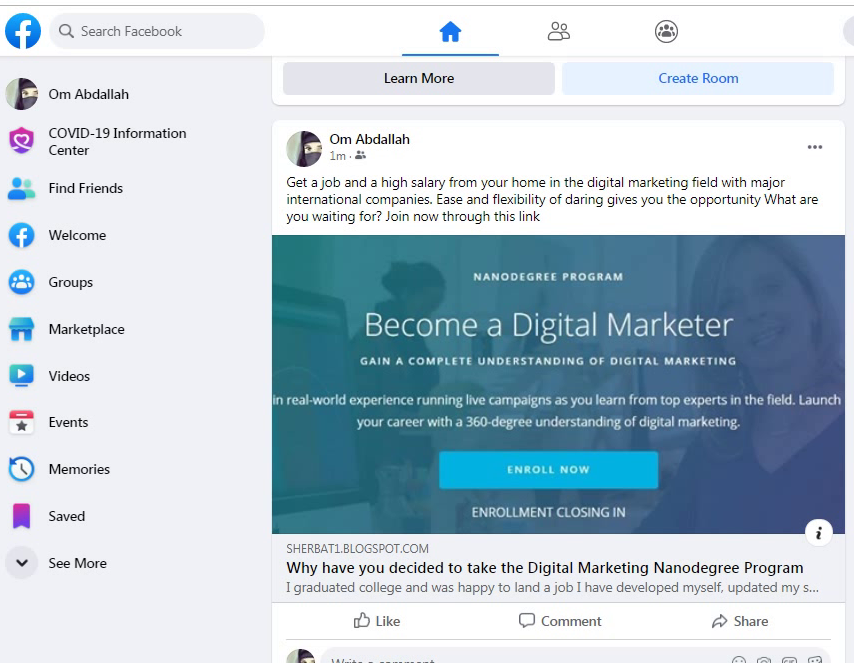 Search Facebook
Om Abdallah
COVID-19 Information
Center
Find Friends
Welcome
Groups
Marketplace
Videos
Events
Memories
Saved
See More
Learn More
Create Room
Om Abdallah
1m ·
Get a job and a high salary from your home in the digital marketing field with major
international companies. Ease and flexibility of daring gives you the opportunity What are
you waiting for? Join now through this link
NANODEGREE PROGRAM
Become a Digital Marketer
GAIN A COMPLETE UNDERSTANDING OF DIGITAL MARKETING
in real-world experience running live campaigns as you learn from top experts in the field. Launch
your career with a 360-degree understanding of digital marketing.
ENROLL NOW
ENROLLMENT CLOSING IN
SHERBAT1.BLOGSPOT.COM
Why have you decided to take the Digital Marketing Nanodegree Program
I graduated college and was happy to land a job I have developed myself, updated my s...
Like
Comment
Share
Write a comment